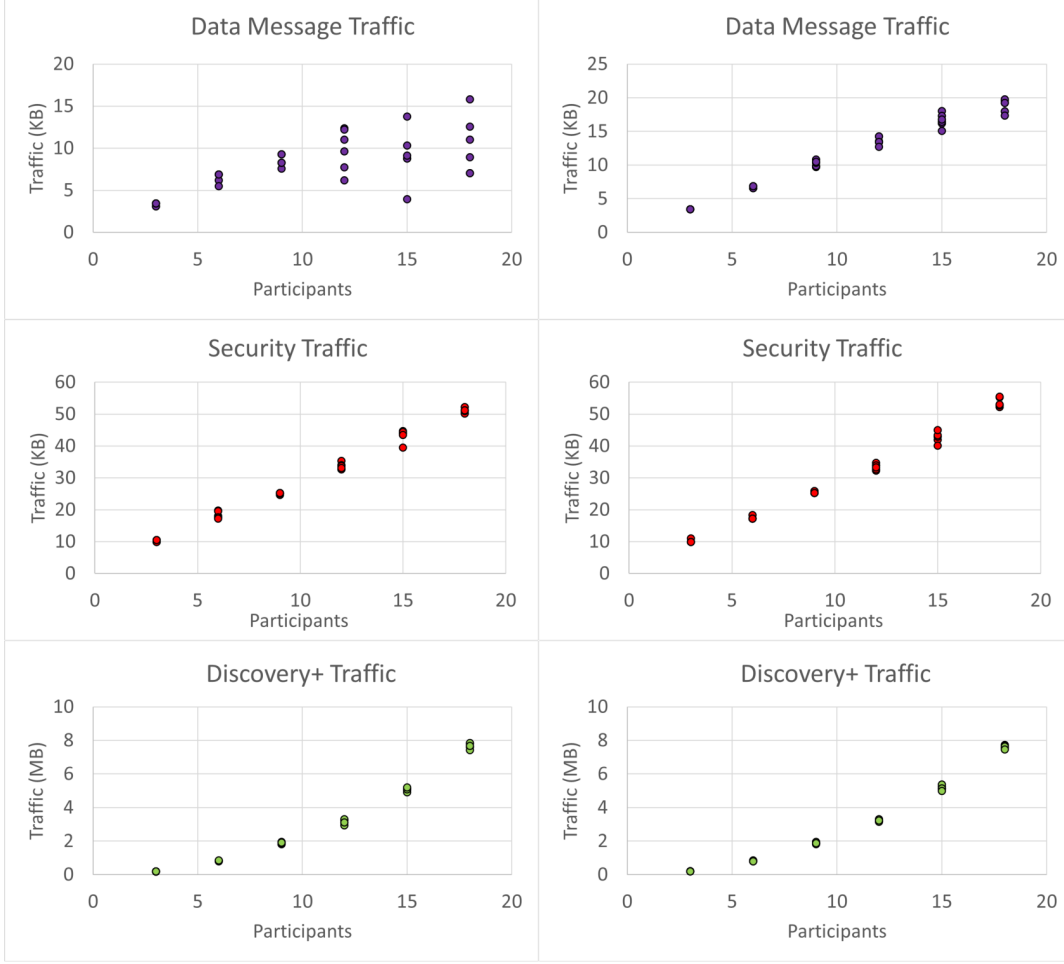 Data Message Traffic
20
15
10
5
0
Traffic (KB)
0 5 10 15 20
Participants
Data Message Traffic
25
20
15
10
5
0
Traffic (KB)
0 5 10 15 20
Participants
Security Traffic
60
50
40
30
20
10
0
Traffic (KB)
0 5 10 15 20
Participants
Security Traffic
60
50
40
30
20
10
0
Traffic (KB)
0 5 10 15 20
Participants
Discovery+ Traffic
10
8
6
4
2
0
Traffic (MB)
0 5 10 15 20
Participants
Discovery+ Traffic
10
8
6
4
2
0
Traffic (MB)
0 5 10 15 20
Participants